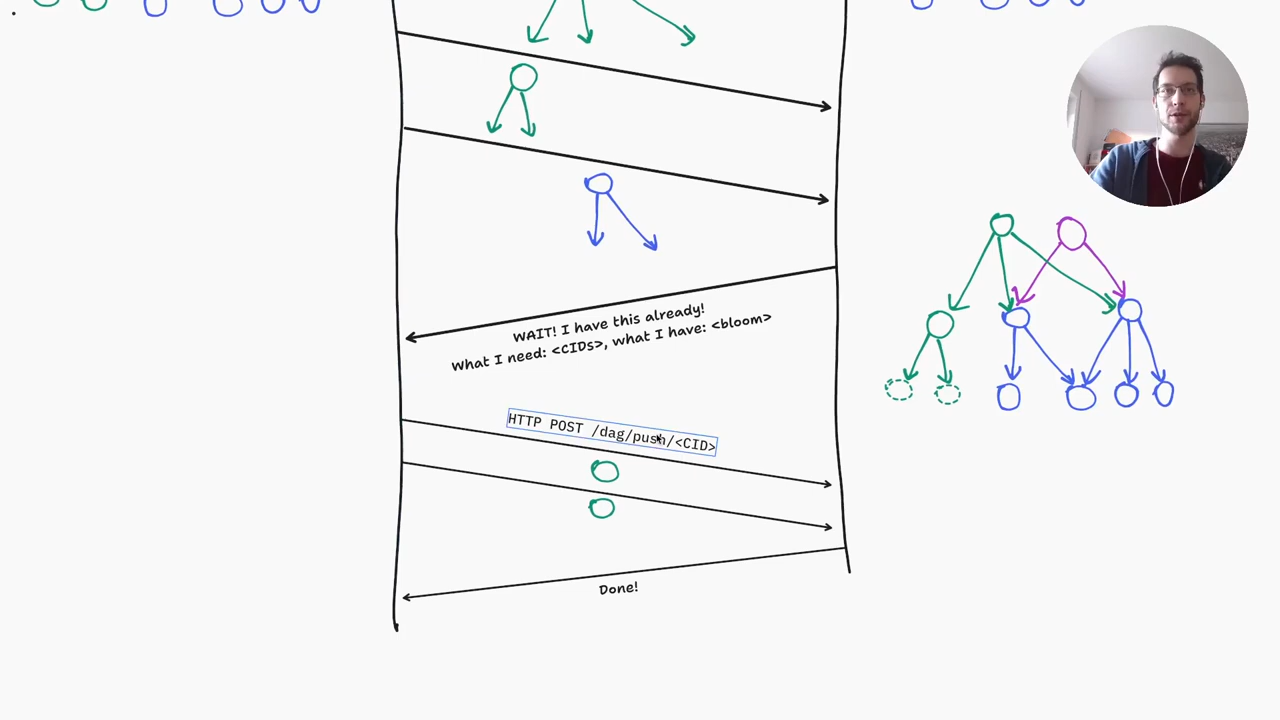 WAIT! I have this already!
What I need: <CIDs>, what I have: <bloom>
HTTP POST /dag/push/<CID>
Done!